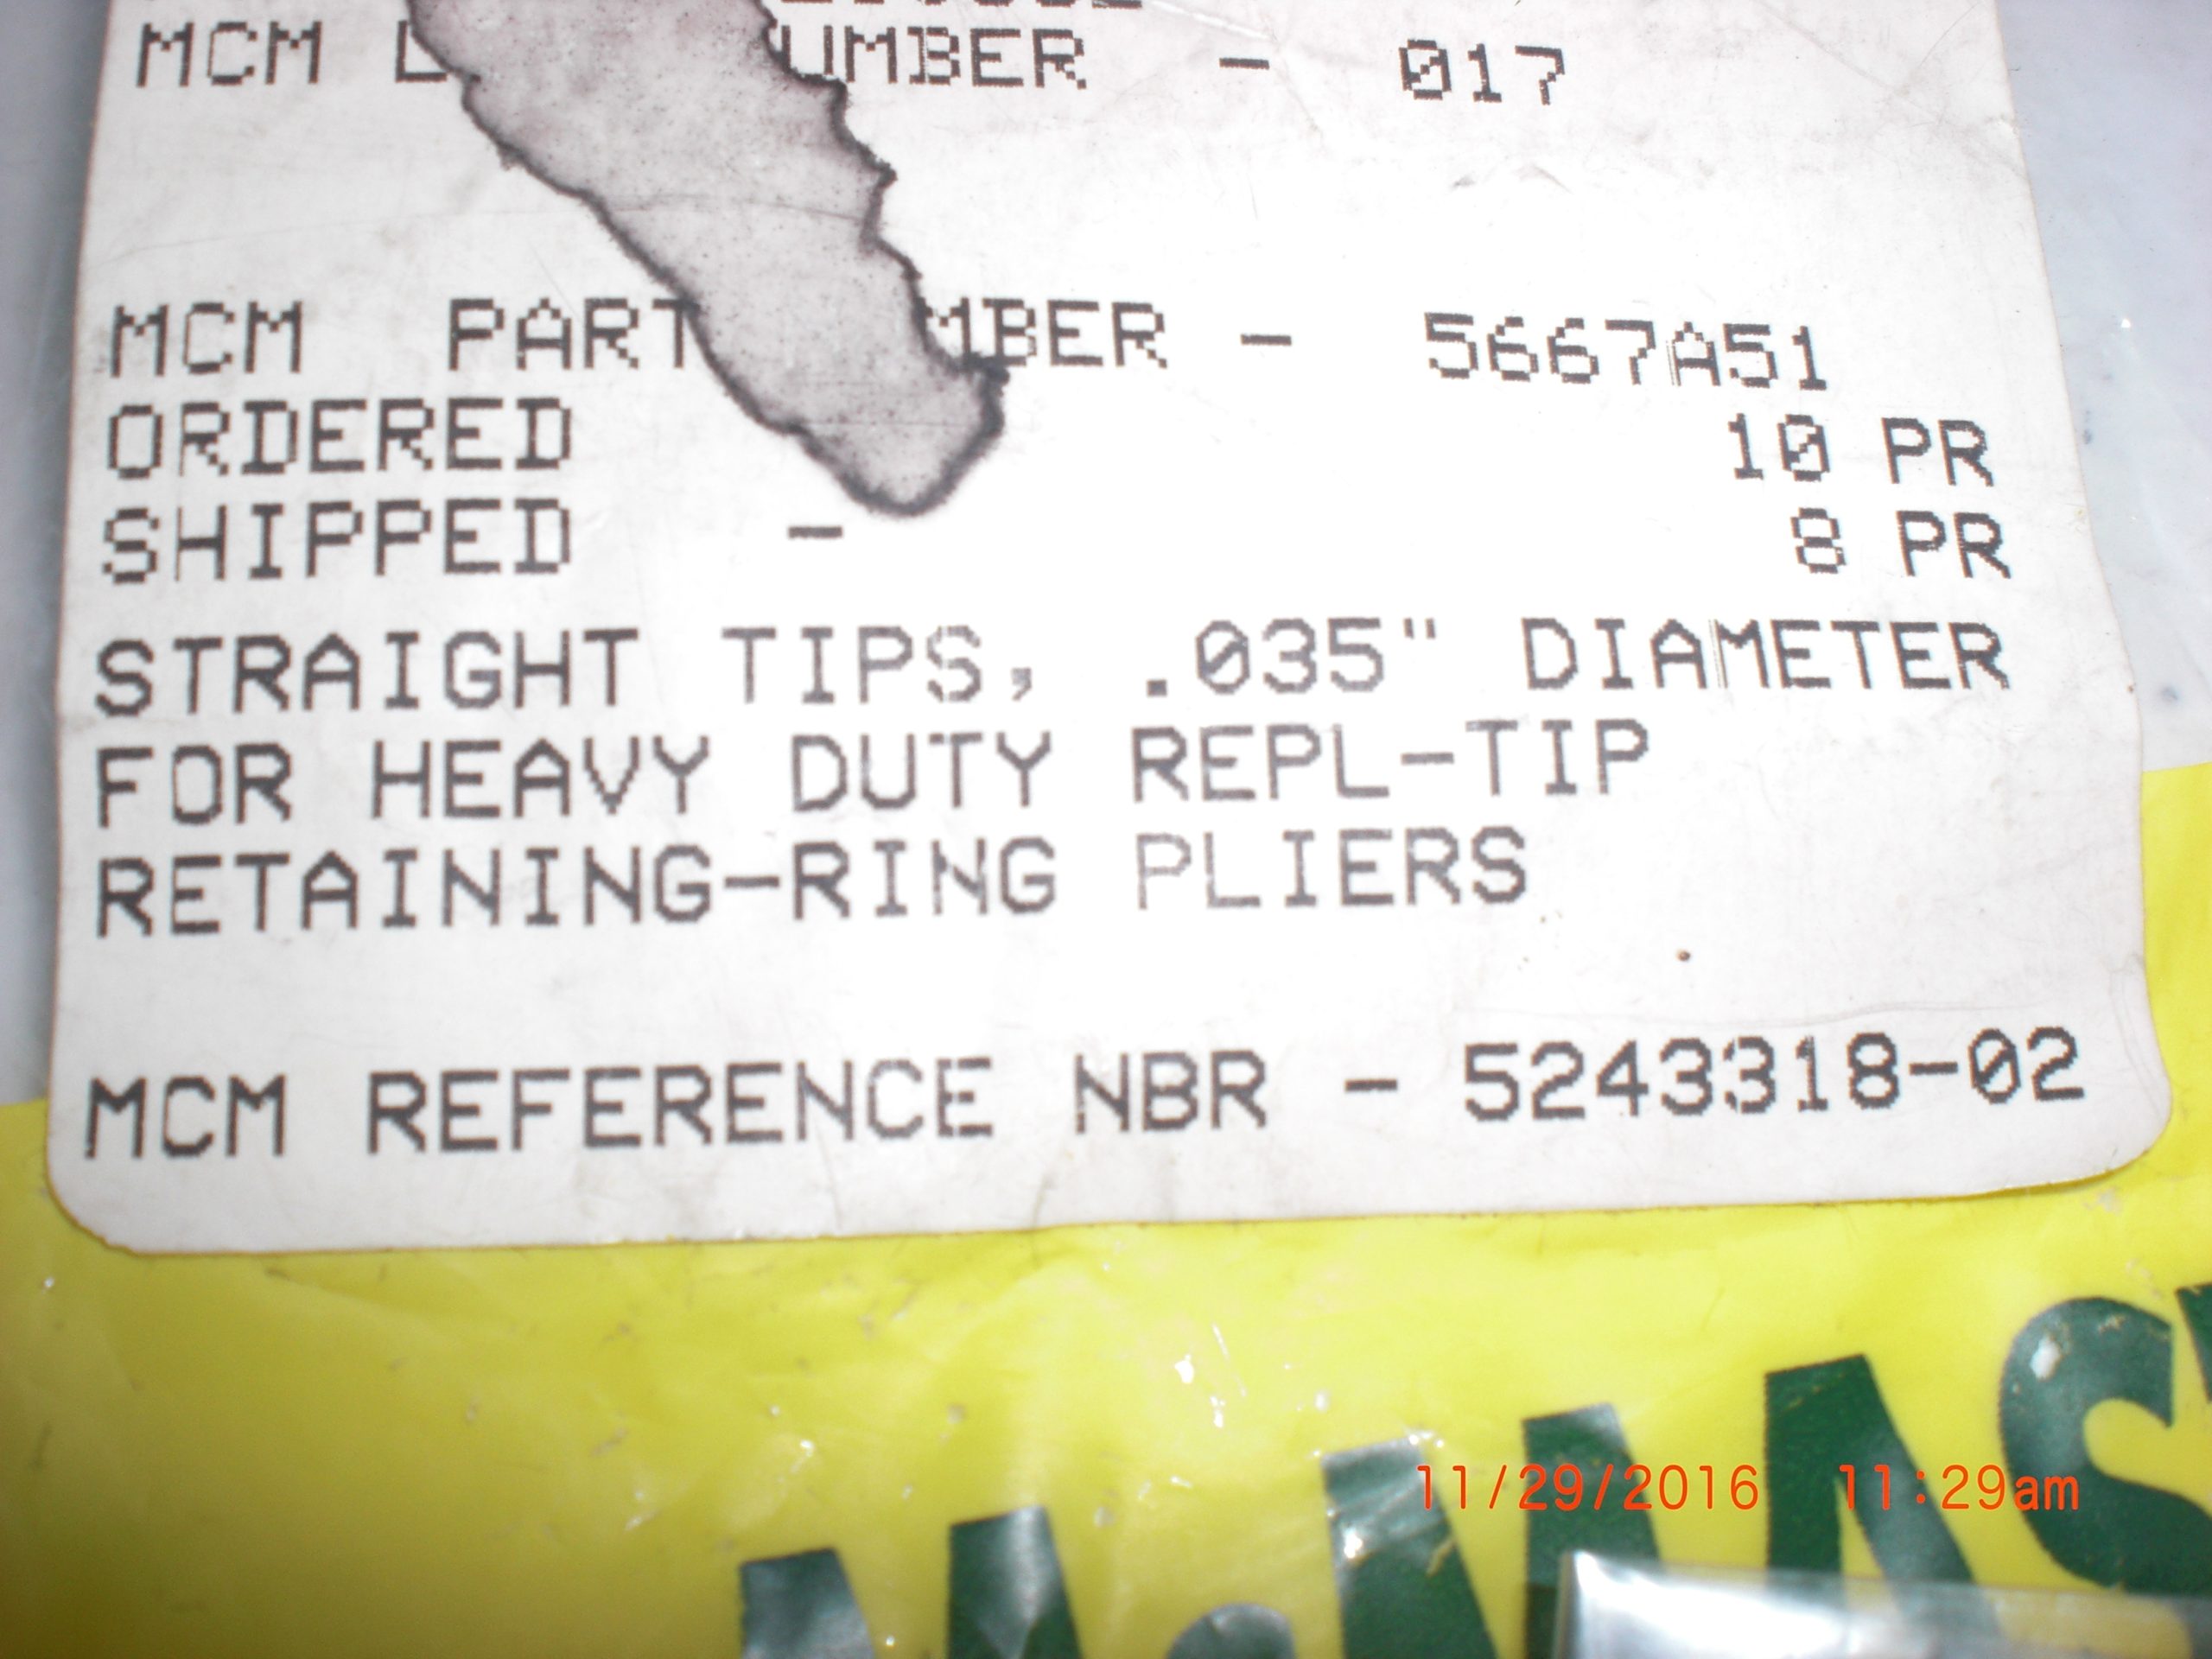 MCM UMBER - 017
MCM PART MBER - 5667A51
ORDERED 10 PR
SHIPPED - 8 PR
STRAIGHT TIPS, .035" DIAMETER
FOR HEAVY DUTY REPL-TIP
RETAINING-RING PLIERS
MCM REFERENCE NBR - 5243318-02
McMAS
11/29/2016 11:29am